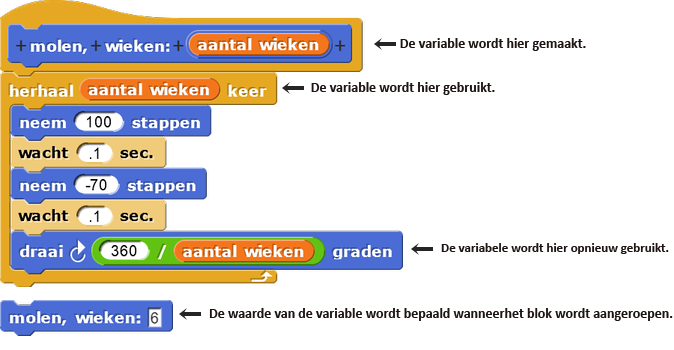 + molen, + wieken: + aantal wieken + De variable wordt hier gemaakt.
herhaal aantal wieken keer De variable wordt hier gebruikt.
neem 100 stappen
wacht .1 sec.
neem -70 stappen
wacht .1 sec.
draai 360 / aantal wieken graden De variabele wordt hier opnieuw gebruikt.
molen, wieken: 6 De waarde van de variable wordt bepaald wanneerhet blok wordt aangeroepen.